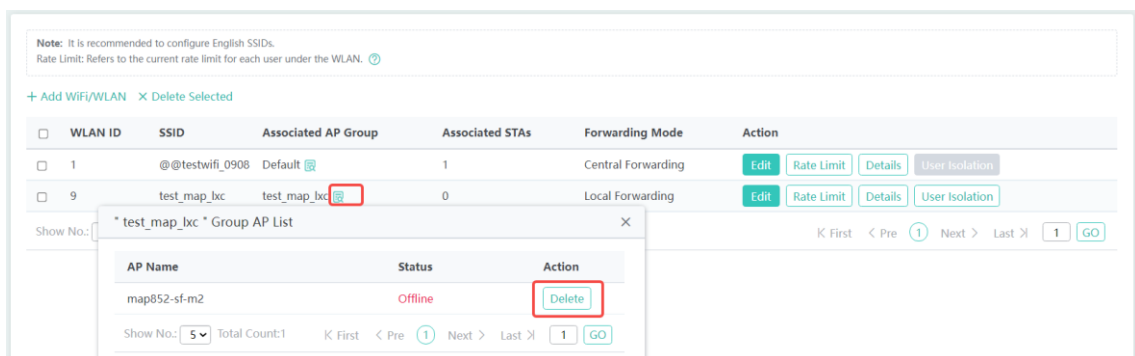 Note: It is recommended to configure English SSIDs.
Rate Limit: Refers to the current rate limit for each user under the WLAN. ?
+ Add WiFi/WLAN × Delete Selected
WLAN ID SSID Associated AP Group Associated STAs Forwarding Mode Action
1 @@testwifi_0908 Default 1 Central Forwarding Edit Rate Limit Details User Isolation
9 test_map_lxc test_map_lxc 0 Local Forwarding Edit Rate Limit Details User Isolation
Show No.: K First < Pre 1 Next > Last 1 GO
" test_map_lxc " Group AP List ×
AP Name Status Action
map852-sf-m2 Offline Delete
Show No.: 5 Total Count:1 K First < Pre 1 Next > Last 1 GO